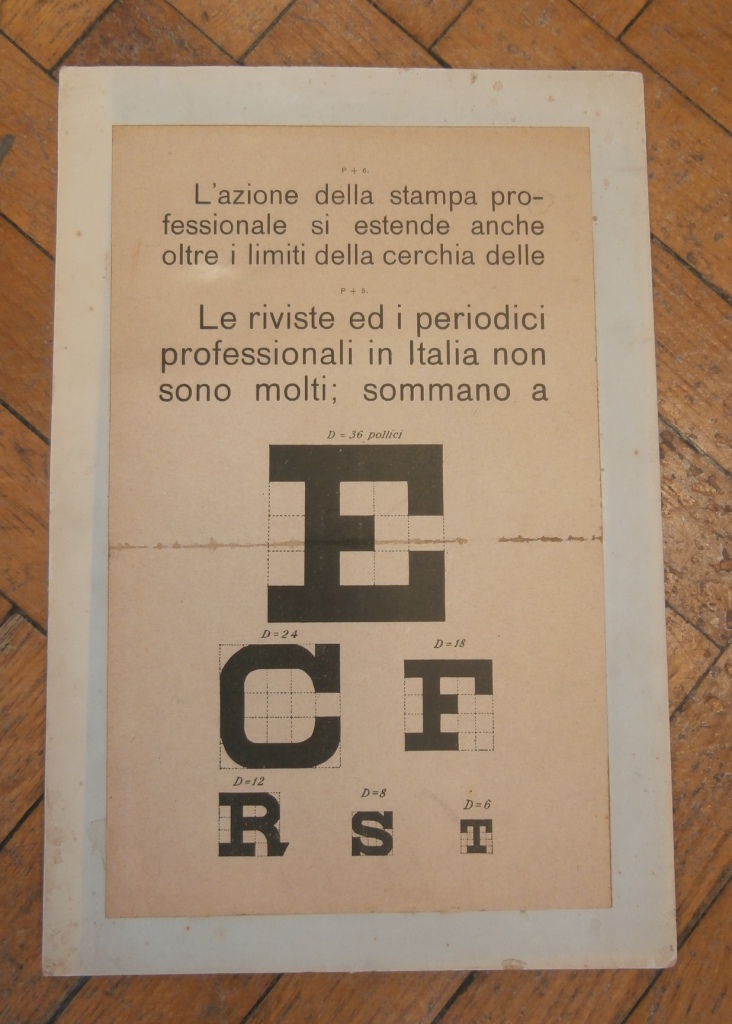 P + 6.
L'azione della stampa pro-
fessionale si estende anche
oltre i limiti della cerchia delle
P + 5.
Le riviste ed i periodici
professionali in Italia non
sono molti; sommano a
D = 36 pollici
E
D=24 D=18
C F
D=12 D=8 D=6
R S T